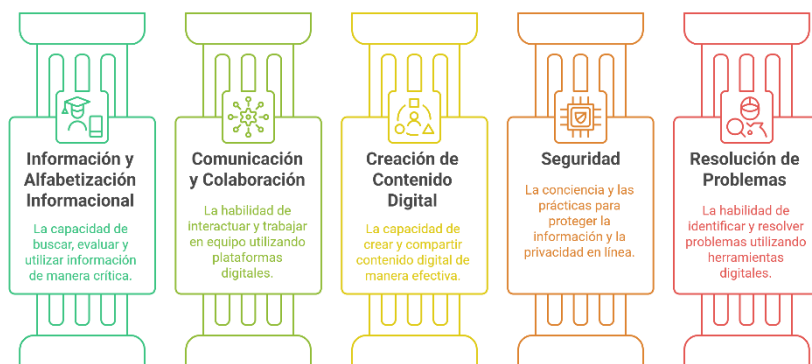 Información y
Alfabetización
Informacional
La capacidad de
buscar, evaluar y
utilizar información
de manera crítica.
Comunicación
y Colaboración
La habilidad de
interactuar y trabajar
en equipo utilizando
plataformas
digitales.
Creación de
Contenido
Digital
La capacidad de
crear y compartir
contenido digital de
manera efectiva.
Seguridad
La conciencia y las
prácticas para
proteger la
información y la
privacidad en línea.
Resolución de
Problemas
La habilidad de
identificar y resolver
problemas utilizando
herramientas
digitales.